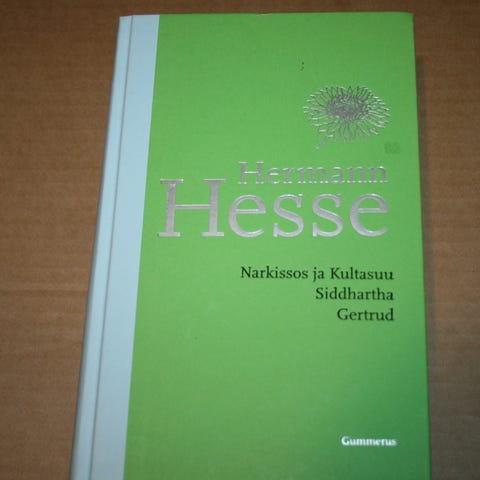 Hermann
Hesse
Narkissos ja Kultasuu
Siddhartha
Gertrud
Gummerus